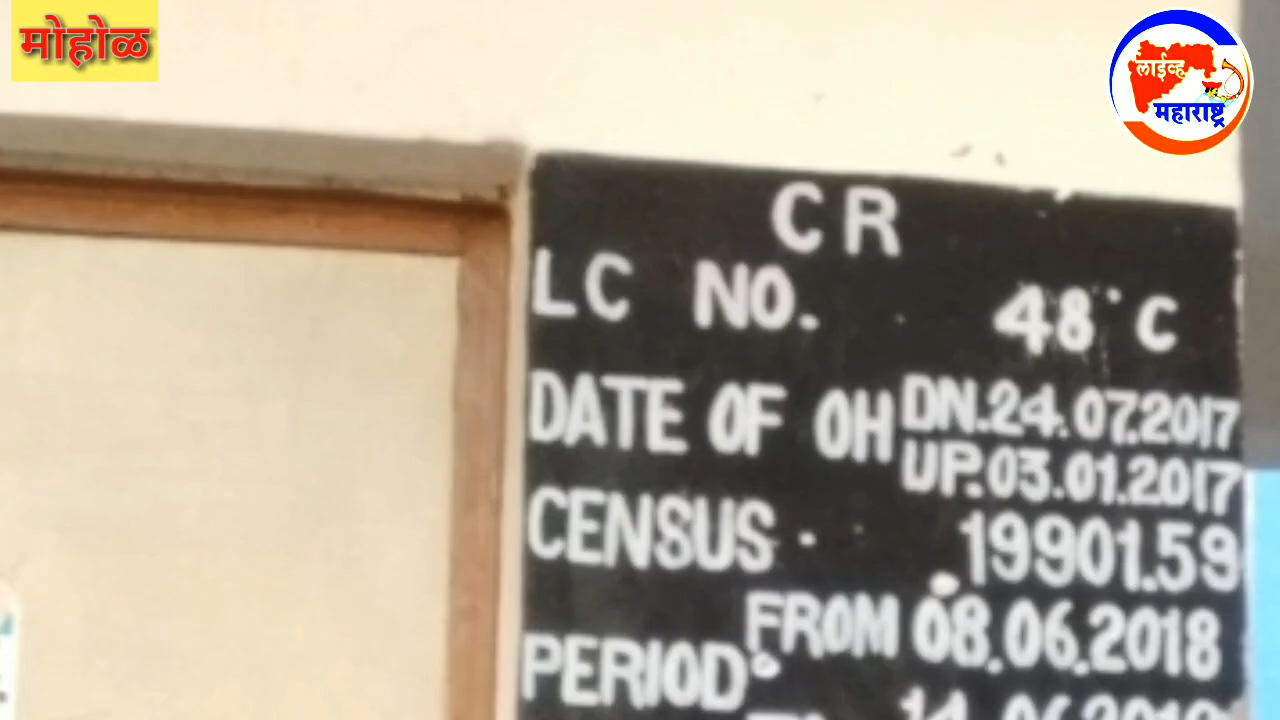 मोहोळ
लाईव्ह
महाराष्ट्र
CR
LC NO. 48°C
DATE OF OH DN.24.07.2017
UP.03.01.2017
CENSUS . 19901.59
FROM 08.06.2018
PERIOD